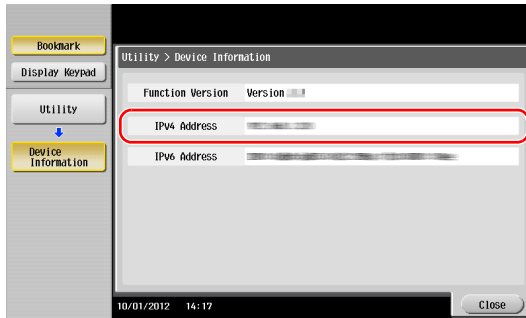 Bookmark
Display Keypad
Utility
Device
Information
Utility > Device Information
Function Version Version
IPv4 Address
IPv6 Address
10/01/2012 14:17
Close